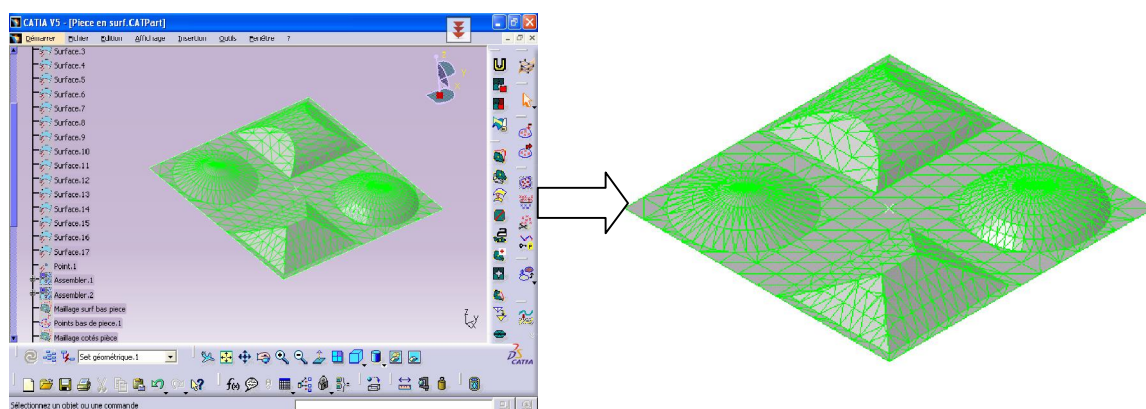 CATIA V5 - [Piece en surf.CATPart]
Démarrer Fichier Edition Affichage Insertion Outils Fenêtre ?
Surface.3
Surface.4
Surface.5
Surface.6
Surface.7
Surface.8
Surface.9
Surface.10
Surface.11
Surface.12
Surface.13
Surface.14
Surface.15
Surface.16
Surface.17
Point.1
Assembler.1
Assembler.2
Maillage surf bas piece
Points bas de piece.1
Maillage cotés pièce
z
y
x
Set géométrique.1
CATIA
f(x)
Sélectionnez un objet ou une commande